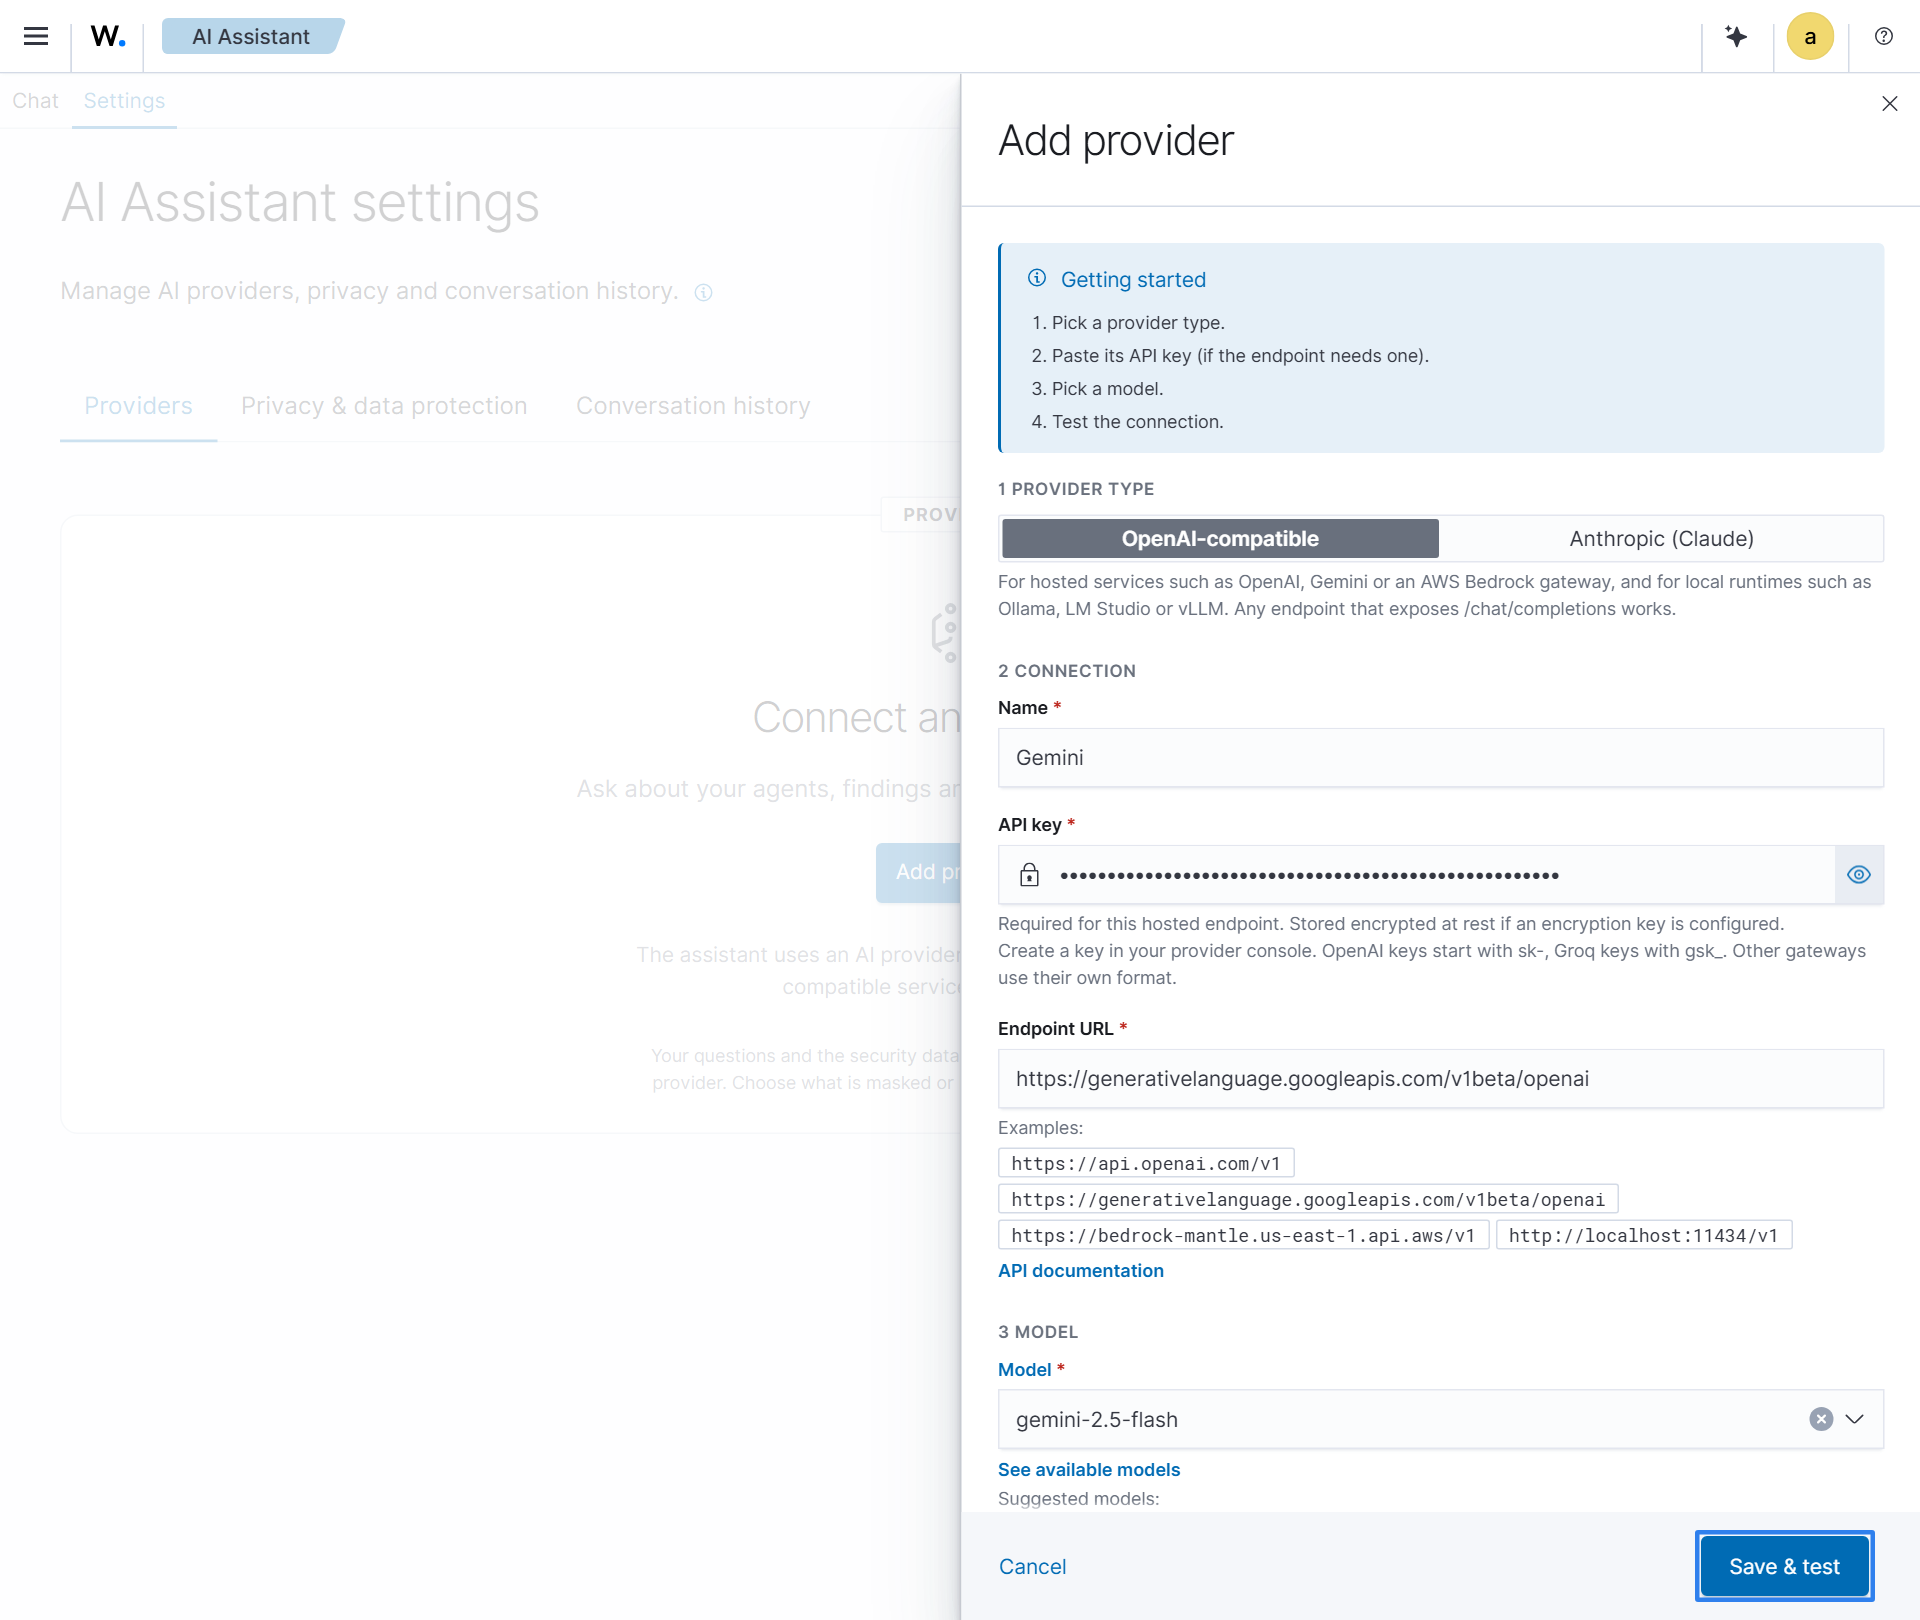 W.
AI Assistant
a
Chat
Settings
AI Assistant settings
Manage AI providers, privacy and conversation history.
Providers
Privacy & data protection
Conversation history
PROV
Connect an
Ask about your agents, findings ar
Add pr
The assistant uses an AI provider
compatible servic
Your questions and the security data
provider. Choose what is masked or
Add provider
Getting started
1. Pick a provider type.
2. Paste its API key (if the endpoint needs one).
3. Pick a model.
4. Test the connection.
1 PROVIDER TYPE
OpenAI-compatible
Anthropic (Claude)
For hosted services such as OpenAI, Gemini or an AWS Bedrock gateway, and for local runtimes such as
Ollama, LM Studio or vLLM. Any endpoint that exposes /chat/completions works.
2 CONNECTION
Name *
Gemini
API key *
Required for this hosted endpoint. Stored encrypted at rest if an encryption key is configured.
Create a key in your provider console. OpenAI keys start with sk-, Groq keys with gsk_. Other gateways
use their own format.
Endpoint URL *
https://generativelanguage.googleapis.com/v1beta/openai
Examples:
https://api.openai.com/v1
https://generativelanguage.googleapis.com/v1beta/openai
https://bedrock-mantle.us-east-1.api.aws/v1
http://localhost:11434/v1
API documentation
3 MODEL
Model *
gemini-2.5-flash
See available models
Suggested models:
Cancel
Save & test